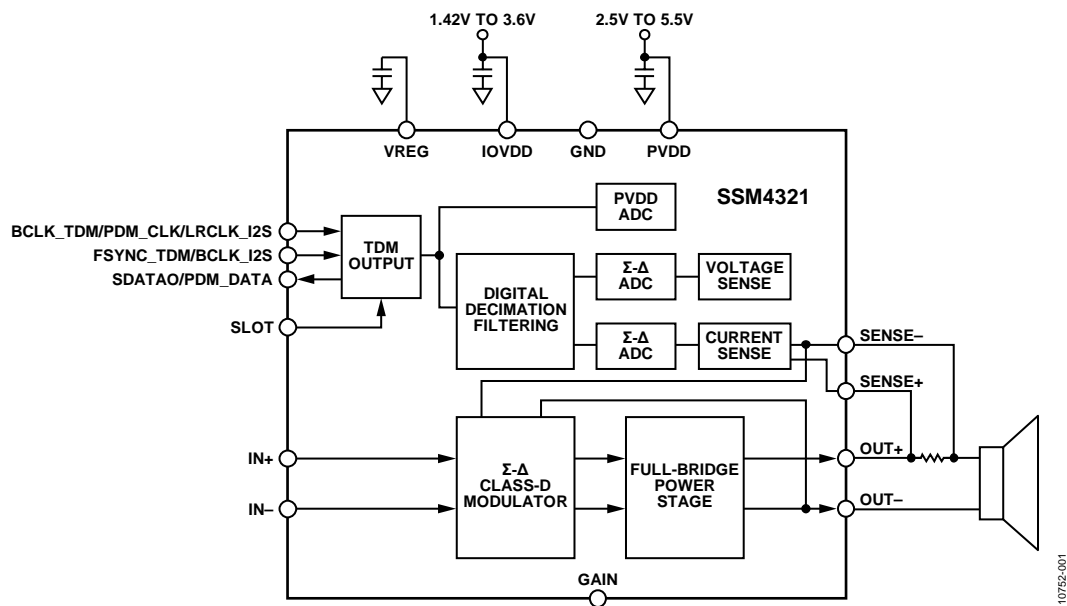 1.42V TO 3.6V
2.5V TO 5.5V
VREG
IOVDD
GND
PVDD
SSM4321
BCLK_TDM/PDM_CLK/LRCLK_I2S
FSYNC_TDM/BCLK_I2S
SDATAO/PDM_DATA
SLOT
TDM
OUTPUT
PVDD
ADC
DIGITAL
DECIMATION
FILTERING
Σ-Δ
ADC
VOLTAGE
SENSE
Σ-Δ
ADC
CURRENT
SENSE
SENSE–
SENSE+
IN+
IN–
Σ-Δ
CLASS-D
MODULATOR
FULL-BRIDGE
POWER
STAGE
OUT+
OUT–
GAIN
10752-001